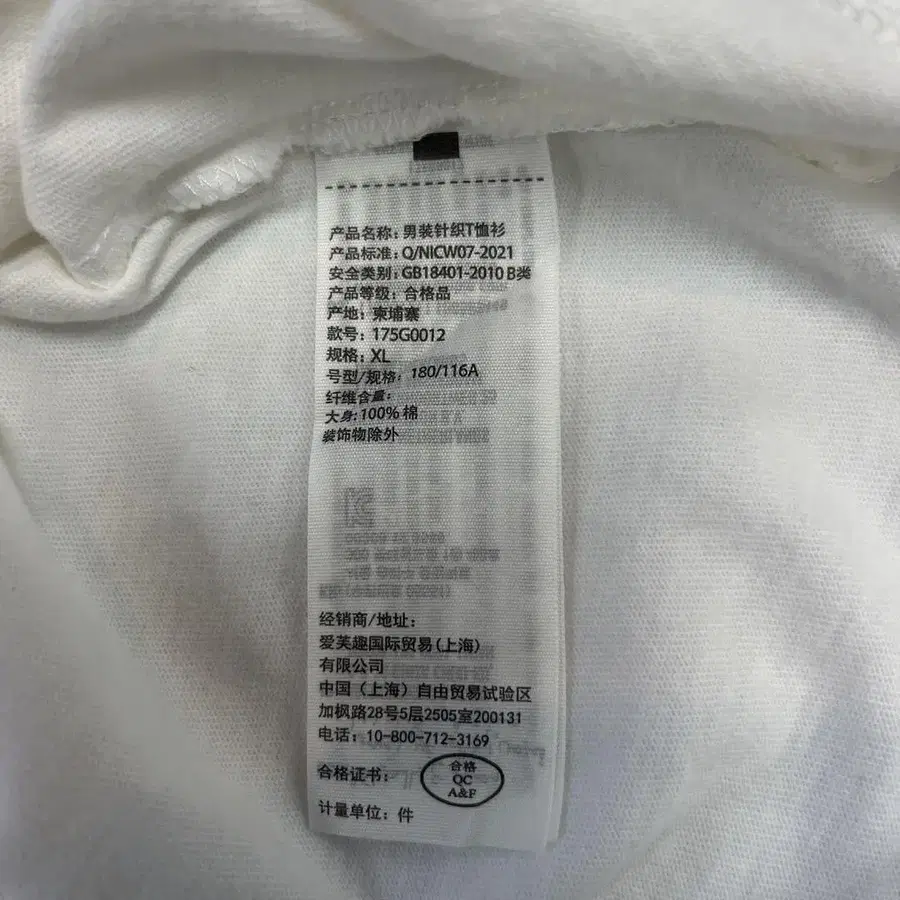 产品名称: 男装针织T恤衫
产品标准: Q/NICW07-2021
安全类别: GB18401-2010 B类
产品等级: 合格品
产地: 柬埔寨
款号: 175G0012
规格: XL
号型/规格: 180/116A
纤维含量:
大身: 100% 棉
装饰物除外
经销商/地址:
爱芙趣国际贸易(上海)
有限公司
中国（上海）自由贸易试验区
加枫路28号5层2505室200131
电话: 10-800-712-3169
合格证书:
合格
QC
A&F
计量单位: 件